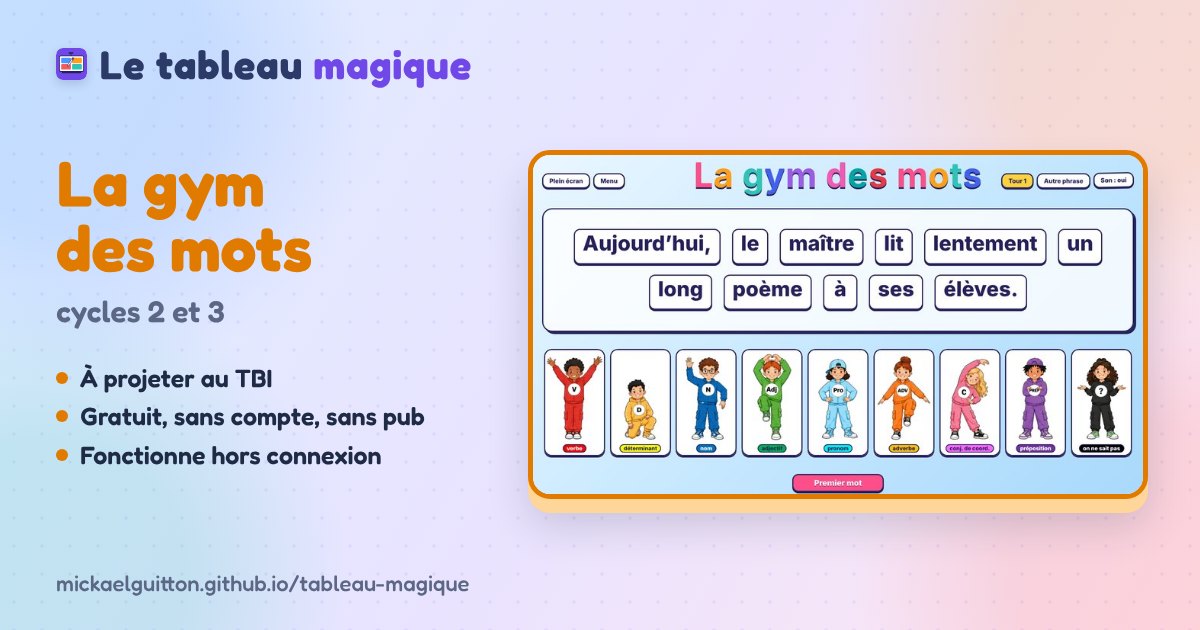 Le tableau magique
La gym
des mots
cycles 2 et 3
À projeter au TBI
Gratuit, sans compte, sans pub
Fonctionne hors connexion
mickaelguitton.github.io/tableau-magique
Plein écran
Menu
La gym des mots
Tour 1
Autre phrase
Son : oui
Aujourd'hui, le maître lit lentement un
long poème à ses élèves.
V
D
N
Adj
Pro
ADV
C
PREP
?
verbe
déterminant
nom
adjectif
pronom
adverbe
conj. de coord.
préposition
on ne sait pas
Premier mot